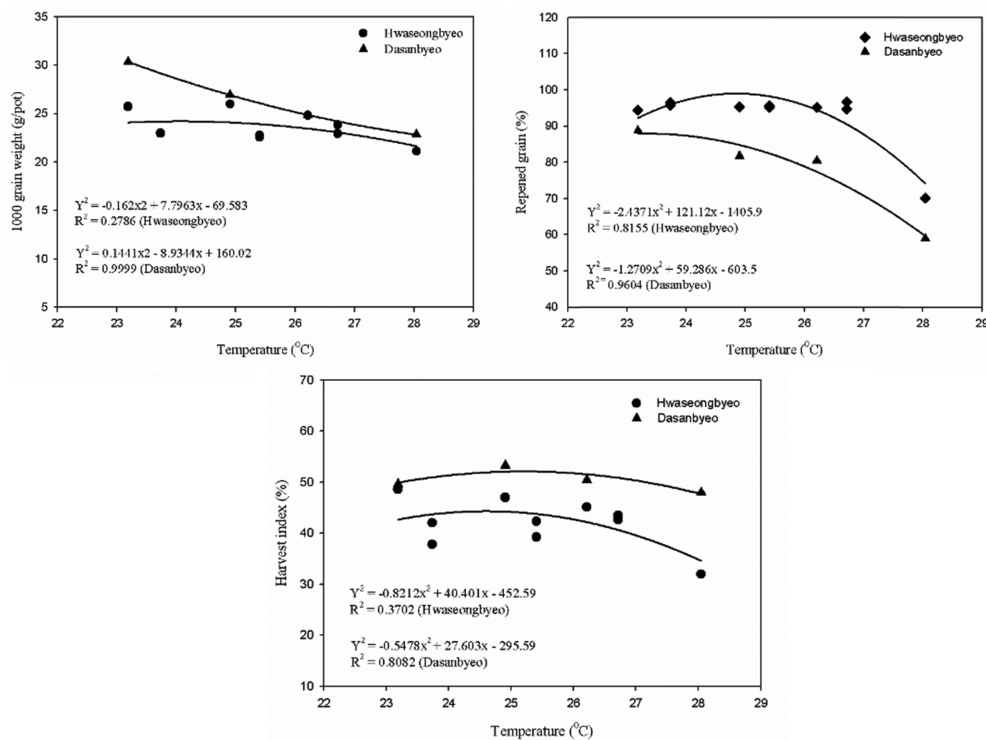 35
30
25
20
15
10
5
22
23
24
25
26
27
28
29
1000 grain weight (g/pot)
Temperature (°C)
Hwaseongbyeo
Dasanbyeo
Y² = -0.162x2 + 7.7963x - 69.583
R² = 0.2786 (Hwaseongbyeo)
Y² = 0.1441x2 - 8.9344x + 160.02
R² = 0.9999 (Dasanbyeo)
120
110
100
90
80
70
60
50
40
22
23
24
25
26
27
28
29
Repened grain (%)
Temperature (°C)
Hwaseongbyeo
Dasanbyeo
Y² = -2.4371x² + 121.12x - 1405.9
R² = 0.8155 (Hwaseongbyeo)
Y² = -1.2709x² + 59.286x - 603.5
R² = 0.9604 (Dasanbyeo)
70
60
50
40
30
20
10
22
23
24
25
26
27
28
29
Harvest index (%)
Temperature (°C)
Hwaseongbyeo
Dasanbyeo
Y² = -0.8212x² + 40.401x - 452.59
R² = 0.3702 (Hwaseongbyeo)
Y² = -0.5478x² + 27.603x - 295.59
R² = 0.8082 (Dasanbyeo)